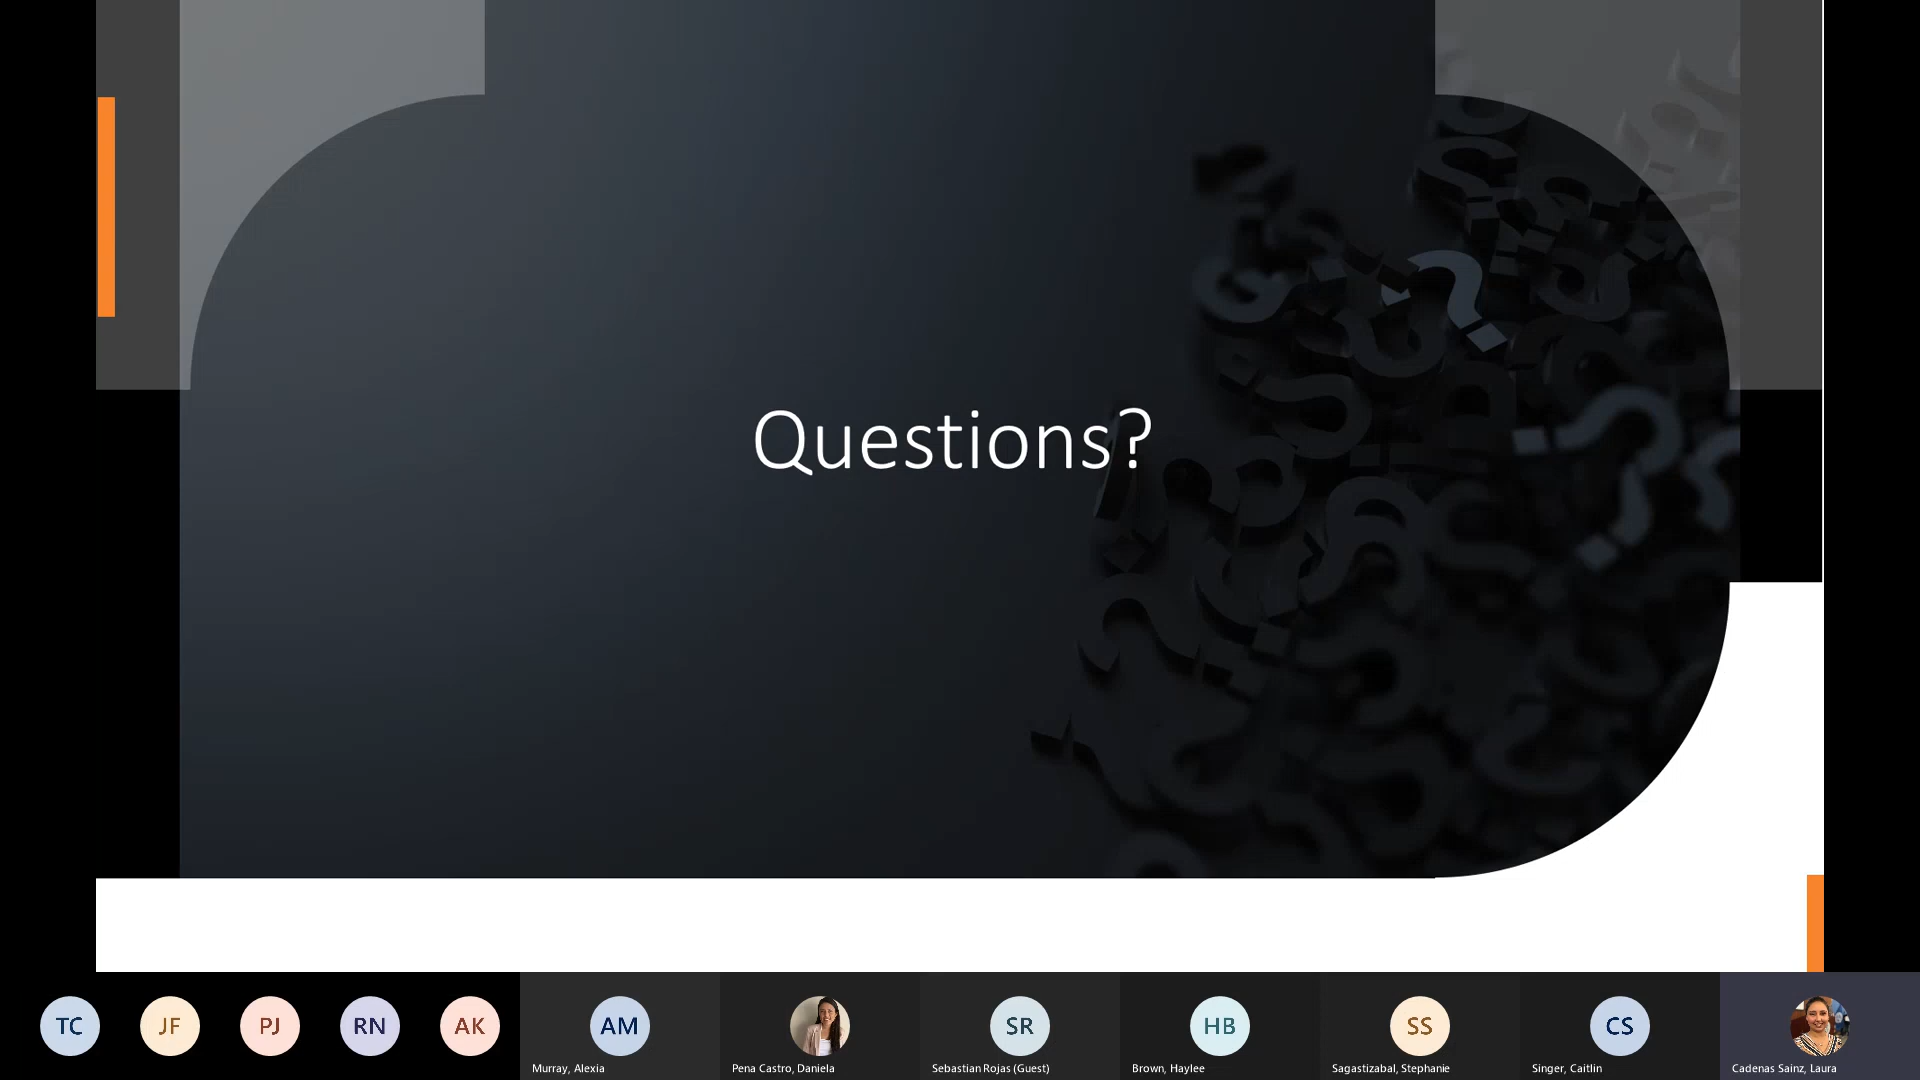 Questions?
TC
JF
PJ
RN
AK
AM
SR
HB
SS
CS
Murray, Alexia
Pena Castro, Daniela
Sebastian Rojas (Guest)
Brown, Haylee
Sagastizabal, Stephanie
Singer, Caitlin
Cadenas Sainz, Laura